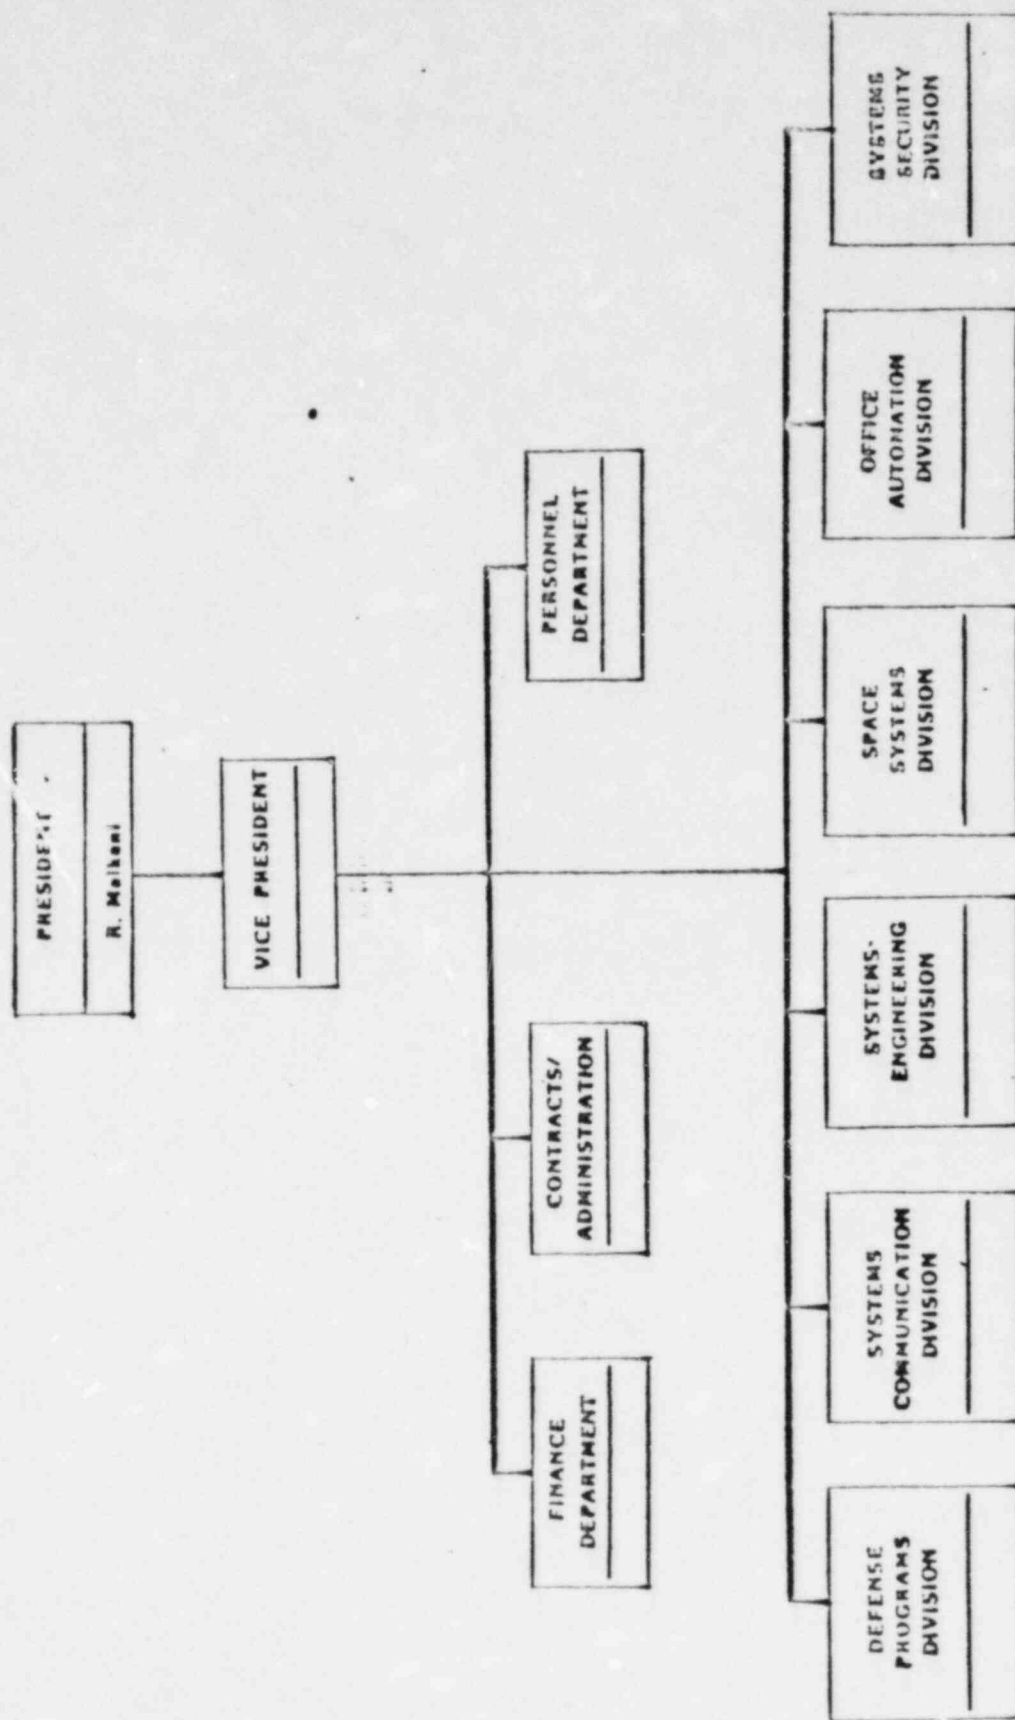 PRESIDENT
R. Malkani
VICE PRESIDENT
FINANCE
DEPARTMENT
CONTRACTS/
ADMINISTRATION
PERSONNEL
DEPARTMENT
DEFENSE
PROGRAMS
DIVISION
SYSTEMS
COMMUNICATION
DIVISION
SYSTEMS-
ENGINEERING
DIVISION
SPACE
SYSTEMS
DIVISION
OFFICE
AUTOMATION
DIVISION
SYSTEMS
SECURITY
DIVISION